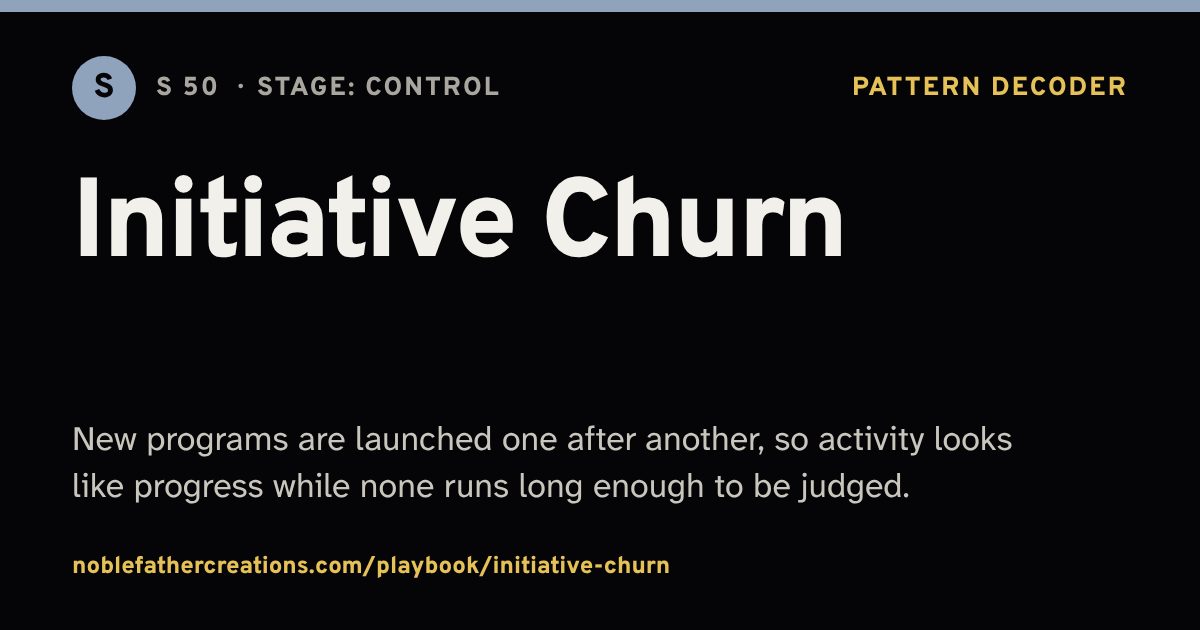 S
S 50 · STAGE: CONTROL
PATTERN DECODER
Initiative Churn
New programs are launched one after another, so activity looks
like progress while none runs long enough to be judged.
noblefathercreations.com/playbook/initiative-churn